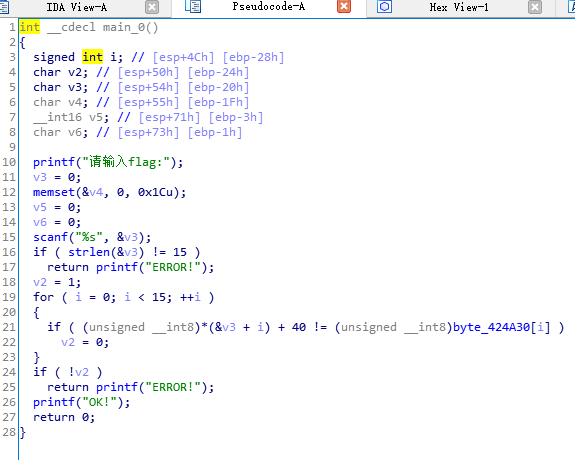 IDA View-A Pseudocode-A Hex View-1
1 int __cdecl main_0()
2 {
3 signed int i; // [esp+4Ch] [ebp-28h]
4 char v2; // [esp+50h] [ebp-24h]
5 char v3; // [esp+54h] [ebp-20h]
6 char v4; // [esp+55h] [ebp-1Fh]
7 __int16 v5; // [esp+71h] [ebp-3h]
8 char v6; // [esp+73h] [ebp-1h]
9
10 printf("请输入flag:");
11 v3 = 0;
12 memset(&v4, 0, 0x1Cu);
13 v5 = 0;
14 v6 = 0;
15 scanf("%s", &v3);
16 if ( strlen(&v3) != 15 )
17 return printf("ERROR!");
18 v2 = 1;
19 for ( i = 0; i < 15; ++i )
20 {
21 if ( (unsigned __int8)*(&v3 + i) + 40 != (unsigned __int8)byte_424A30[i] )
22 v2 = 0;
23 }
24 if ( !v2 )
25 return printf("ERROR!");
26 printf("OK!");
27 return 0;
28 }